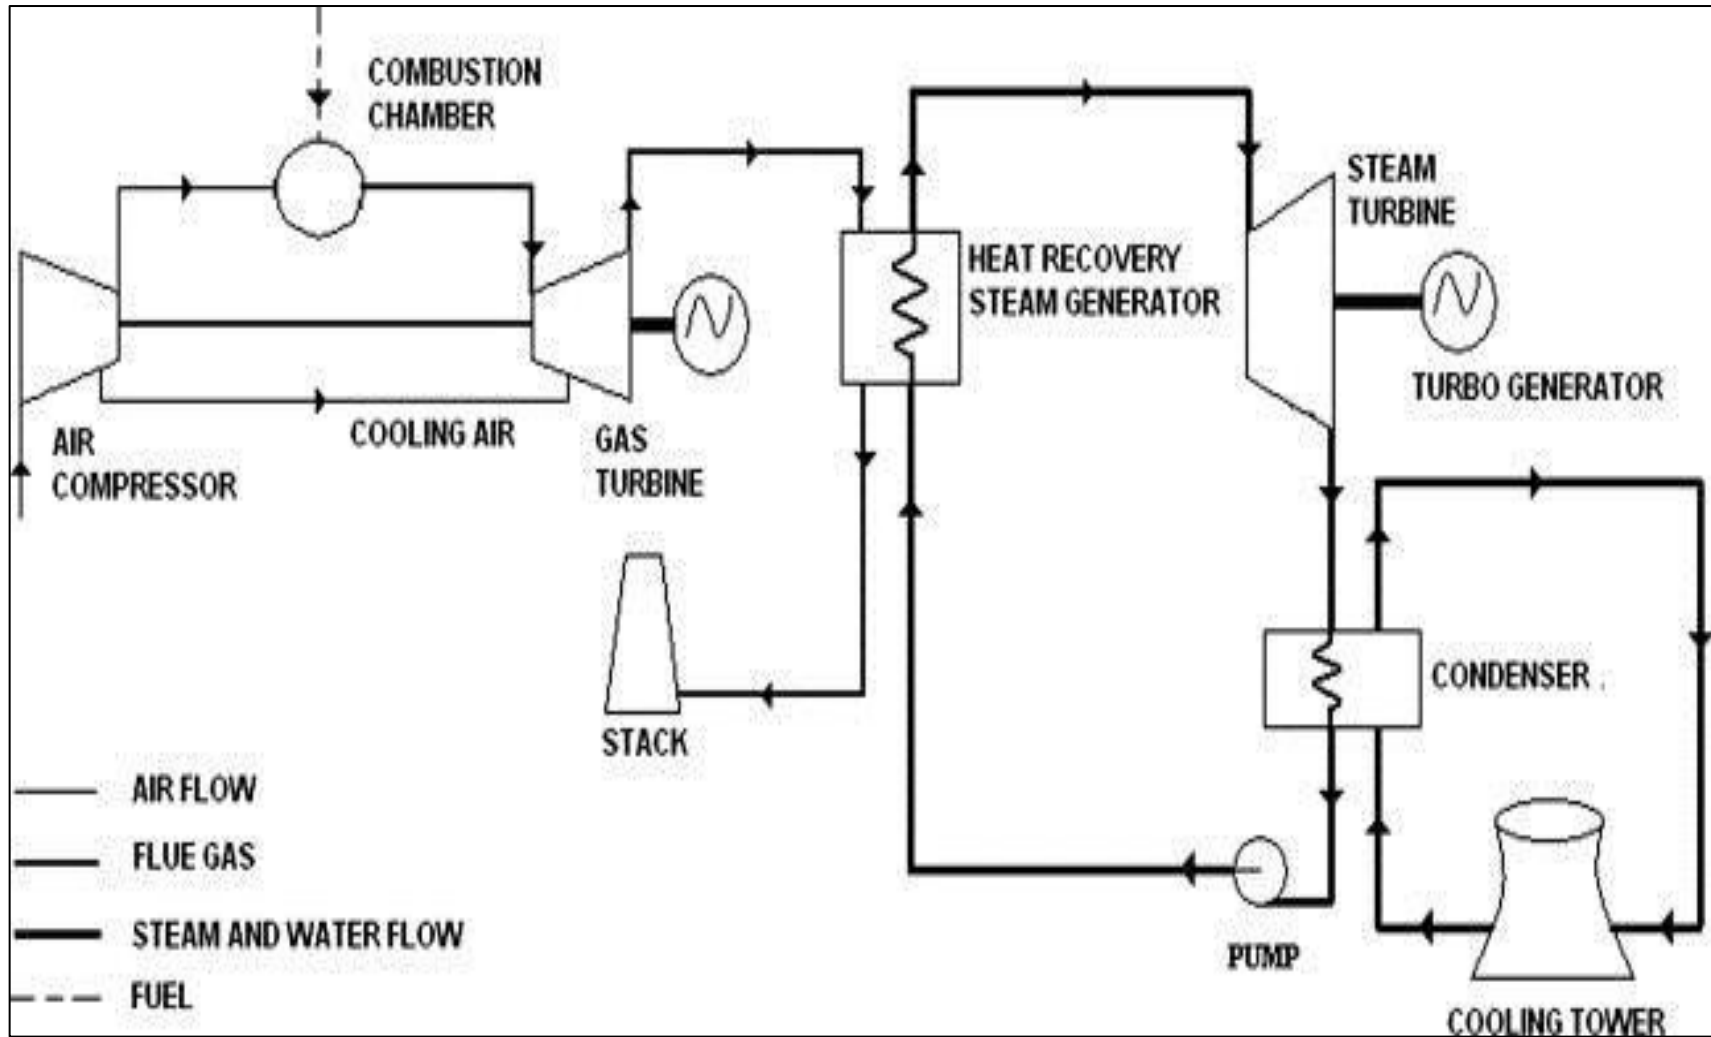 COMBUSTION
CHAMBER
STEAM
TURBINE
HEAT RECOVERY
STEAM GENERATOR
TURBO GENERATOR
COOLING AIR
AIR
COMPRESSOR
GAS
TURBINE
CONDENSER
STACK
AIR FLOW
FLUE GAS
STEAM AND WATER FLOW
FUEL
PUMP
COOLING TOWER